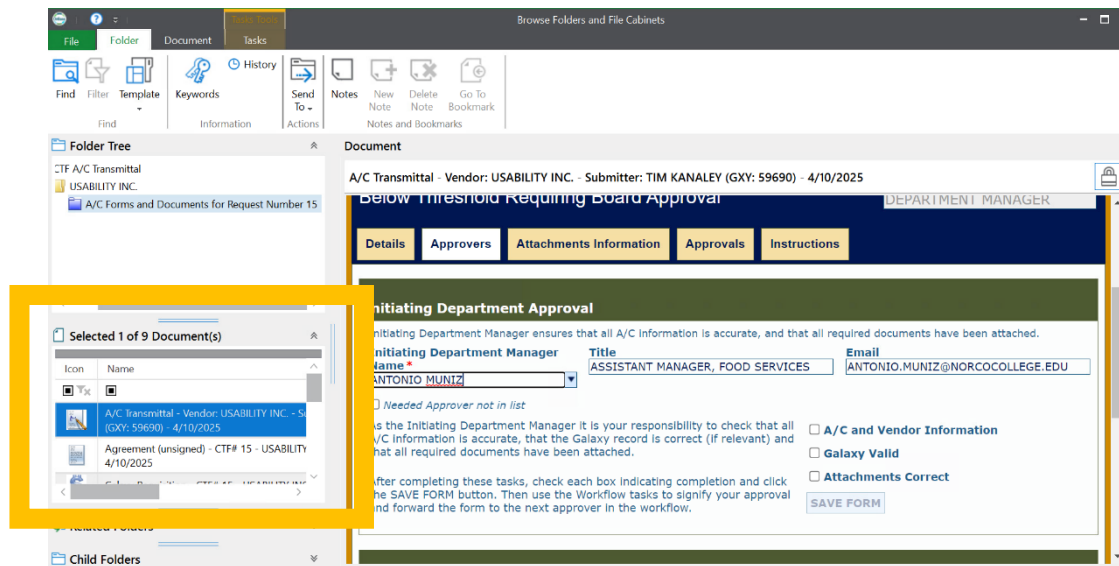 Tasks Tools
Browse Folders and File Cabinets
File Folder Document Tasks
Find Filter Template Keywords History Send To Notes New Note Delete Note Go To Bookmark
Find Information Actions Notes and Bookmarks
Folder Tree
CTF A/C Transmittal
USABILITY INC.
A/C Forms and Documents for Request Number 15
Selected 1 of 9 Document(s)
Icon Name
A/C Transmittal - Vendor: USABILITY INC. - Su
(GXY: 59690) - 4/10/2025
Agreement (unsigned) - CTF# 15 - USABILITY
4/10/2025
Related Folders
Child Folders
Document
A/C Transmittal - Vendor: USABILITY INC. - Submitter: TIM KANALEY (GXY: 59690) - 4/10/2025
Below Threshold Requiring Board Approval
DEPARTMENT MANAGER
Details Approvers Attachments Information Approvals Instructions
Initiating Department Approval
Initiating Department Manager ensures that all A/C Information is accurate, and that all required documents have been attached.
Initiating Department Manager Name * Title Email
ANTONIO MUNIZ ASSISTANT MANAGER, FOOD SERVICES ANTONIO.MUNIZ@NORCOCOLLEGE.EDU
Needed Approver not in list
As the Initiating Department Manager it is your responsibility to check that all
A/C Information is accurate, that the Galaxy record is correct (if relevant) and
that all required documents have been attached.
After completing these tasks, check each box indicating completion and click
the SAVE FORM button. Then use the Workflow tasks to signify your approval
and forward the form to the next approver in the workflow.
A/C and Vendor Information
Galaxy Valid
Attachments Correct
SAVE FORM